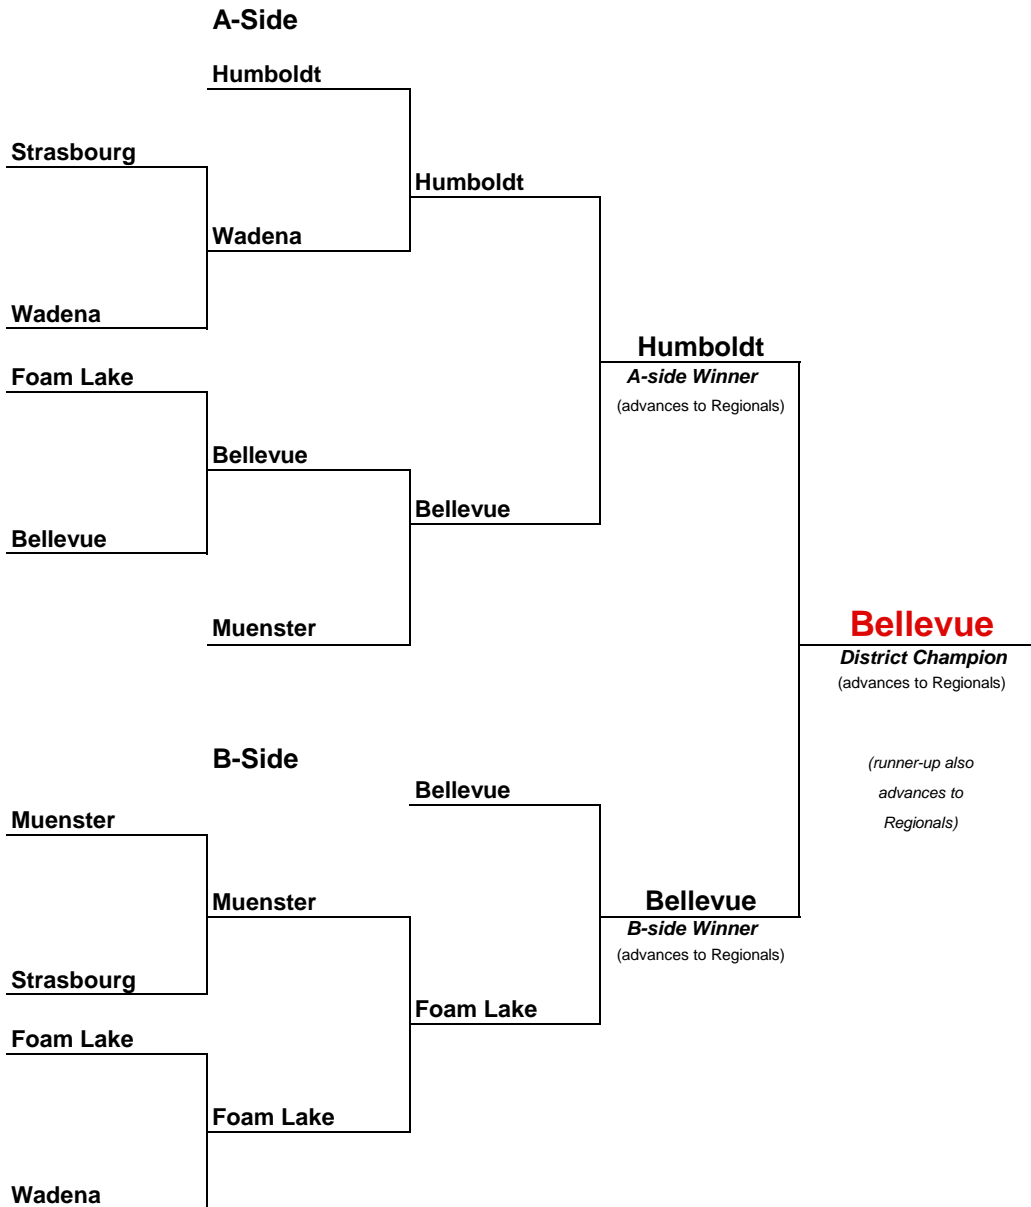 A-Side
Humboldt
Strasbourg
Humboldt
Wadena
Wadena
Humboldt
A-side Winner
(advances to Regionals)
Foam Lake
Bellevue
Bellevue
Bellevue
Muenster
Bellevue
District Champion
(advances to Regionals)
(runner-up also
advances to
Regionals)
B-Side
Bellevue
Muenster
Muenster
Bellevue
B-side Winner
(advances to Regionals)
Strasbourg
Foam Lake
Foam Lake
Foam Lake
Wadena